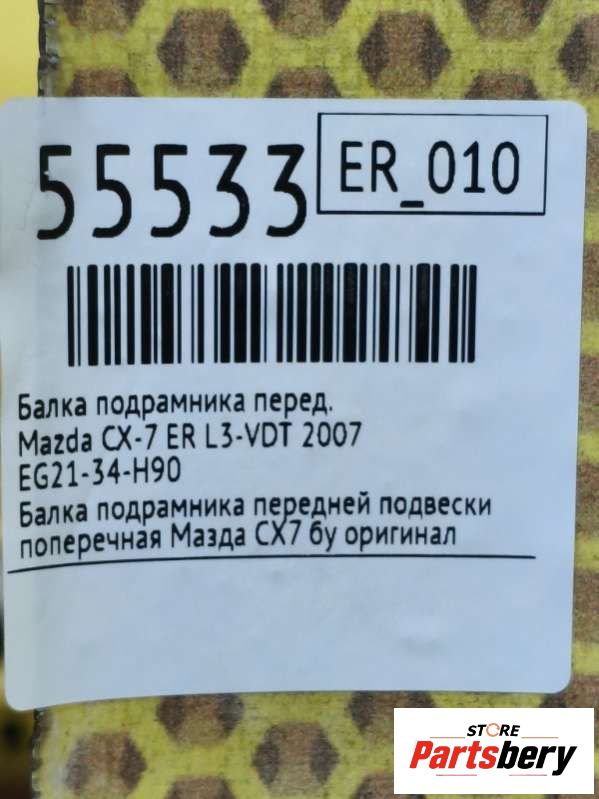 55533
ER_010
Балка подрамника перед.
Mazda CX-7 ER L3-VDT 2007
EG21-34-H90
Балка подрамника передней подвески
поперечная Мазда CX7 бу оригинал
STORE
Partsbery